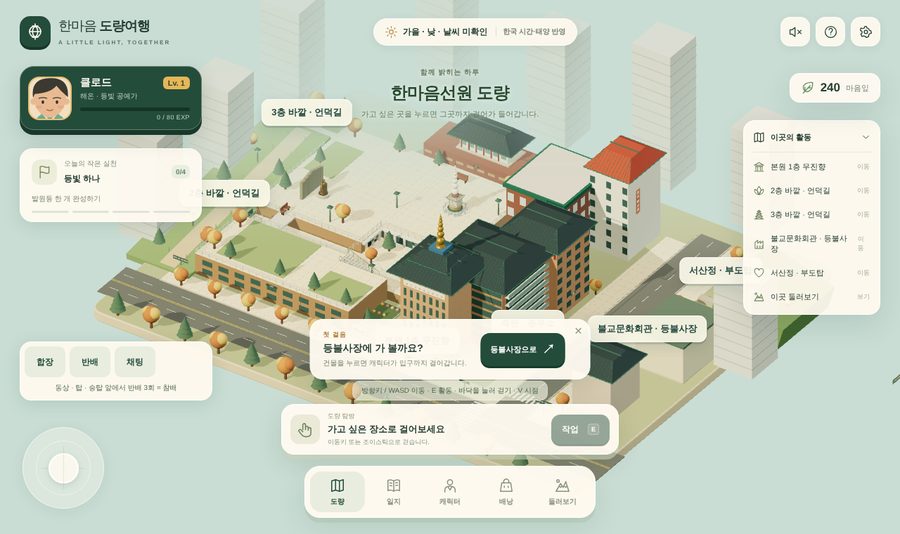 한마음 도량여행
A LITTLE LIGHT, TOGETHER
가을 · 낮 · 날씨 미확인
한국 시간·태양 반영
클로드
Lv. 1
해온 · 등빛 공예가
0 / 80 EXP
240 마음잎
함께 밝히는 하루
한마음선원 도량
가고 싶은 곳을 누르면 그곳까지 걸어가 들어갑니다.
3층 바깥 · 언덕길
오늘의 작은 실천
등빛 하나
0/4
발원등 한 개 완성하기
바깥 · 언덕길
이곳의 활동
본원 1층 무진향 이동
2층 바깥 · 언덕길 이동
3층 바깥 · 언덕길 이동
불교문화회관 · 등불사장 이동
서산정 · 부도탑 이동
이곳 둘러보기 보기
서산정 · 부도
불교문화회관 · 등불사장
첫 걸음
등불사장에 가 볼까요?
건물을 누르면 캐릭터가 입구까지 걸어갑니다.
등불사장으로
합장
반배
채팅
동상 · 탑 · 승탑 앞에서 반배 3회 = 참배
방향키 / WASD 이동 · E 활동 · 바닥을 눌러 걷기 · V 시점
도량 탐방
가고 싶은 장소로 걸어보세요
이동키 또는 조이스틱으로 걷습니다.
작업 E
도량
일지
캐릭터
배낭
둘러보기